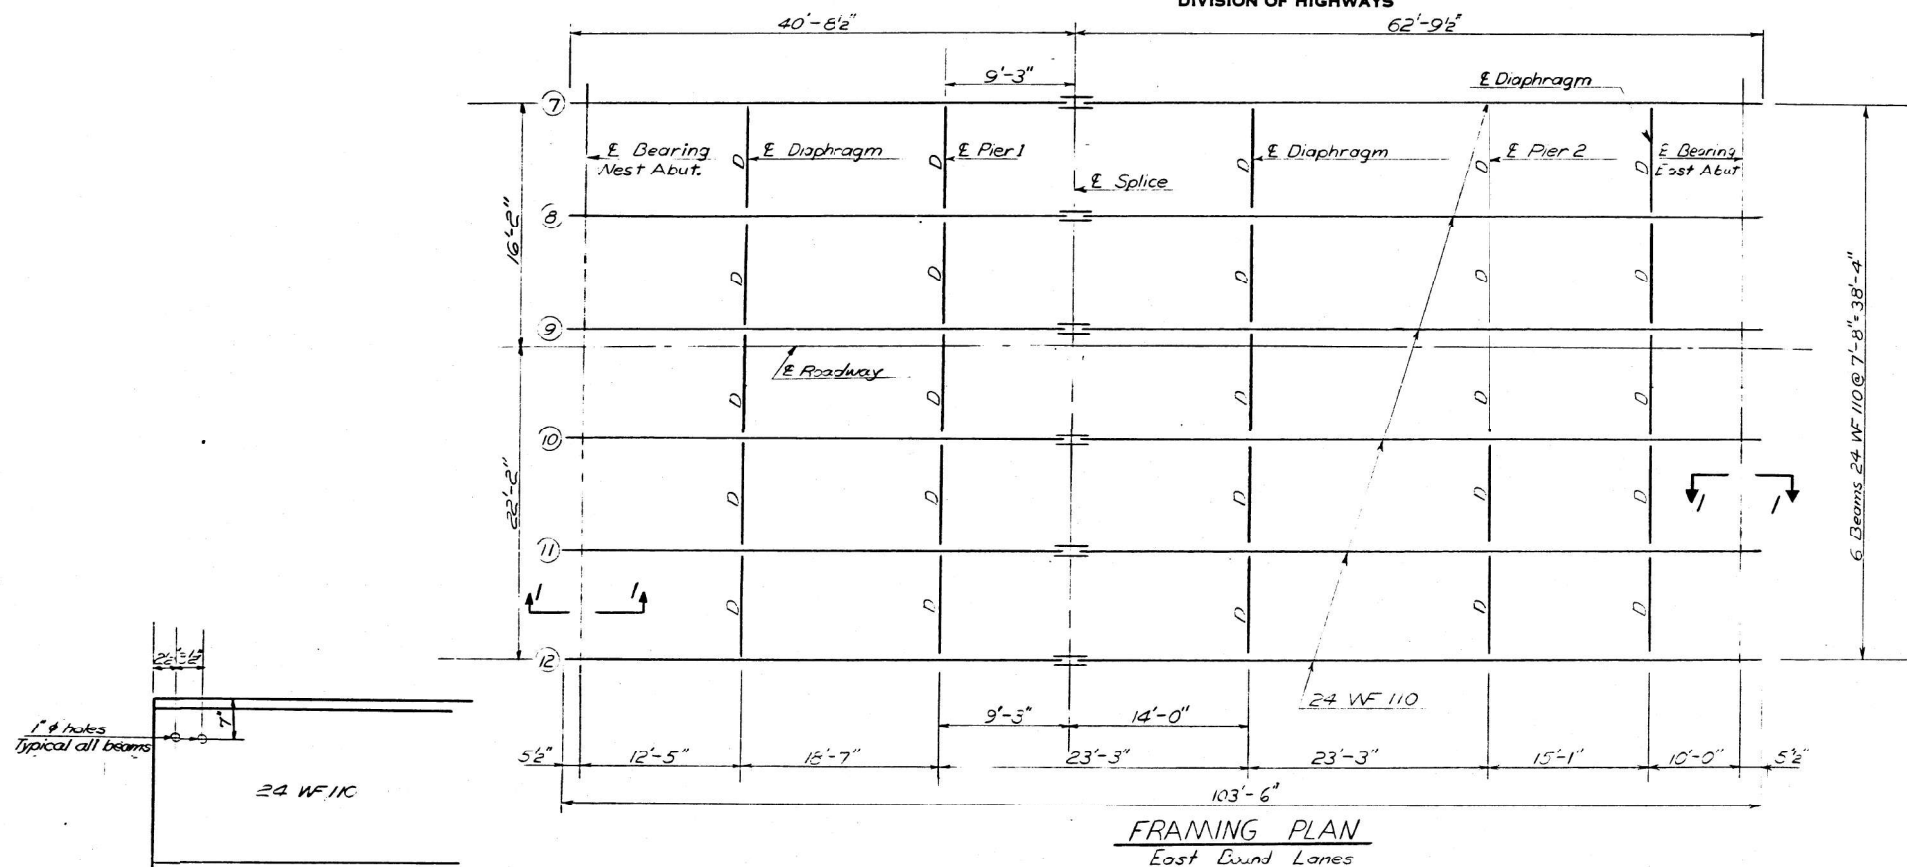 DIVISION OF HIGHWAYS
40'-8½"
62'-9½"
9'-3"
℄ Diaphragm
7
℄ Bearing
West Abut.
D
℄ Diaphragm
D
℄ Pier 1
℄ Splice
D
℄ Diaphragm
D
℄ Pier 2
D
℄ Bearing
East Abut
8
16'-2"
D
D
D
D
D
9
℄ Roadway
D
D
D
D
D
10
22'-2"
D
D
D
D
D
1
1
11
1
1
D
D
D
D
D
12
6 Beams 24 WF 110 @ 7'-8" = 38'-4"
24 WF 110
9'-3"
14'-0"
5½"
12'-5"
18'-7"
23'-3"
23'-3"
15'-1"
10'-0"
5½"
103'-6"
2½"
7"
1" ϕ holes
Typical all beams
24 WF 110
FRAMING PLAN
East Bound Lanes